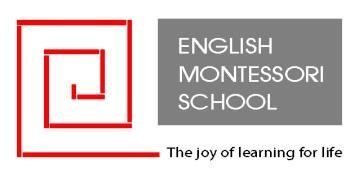 ENGLISH
MONTESSORI
SCHOOL
The joy of learning for life